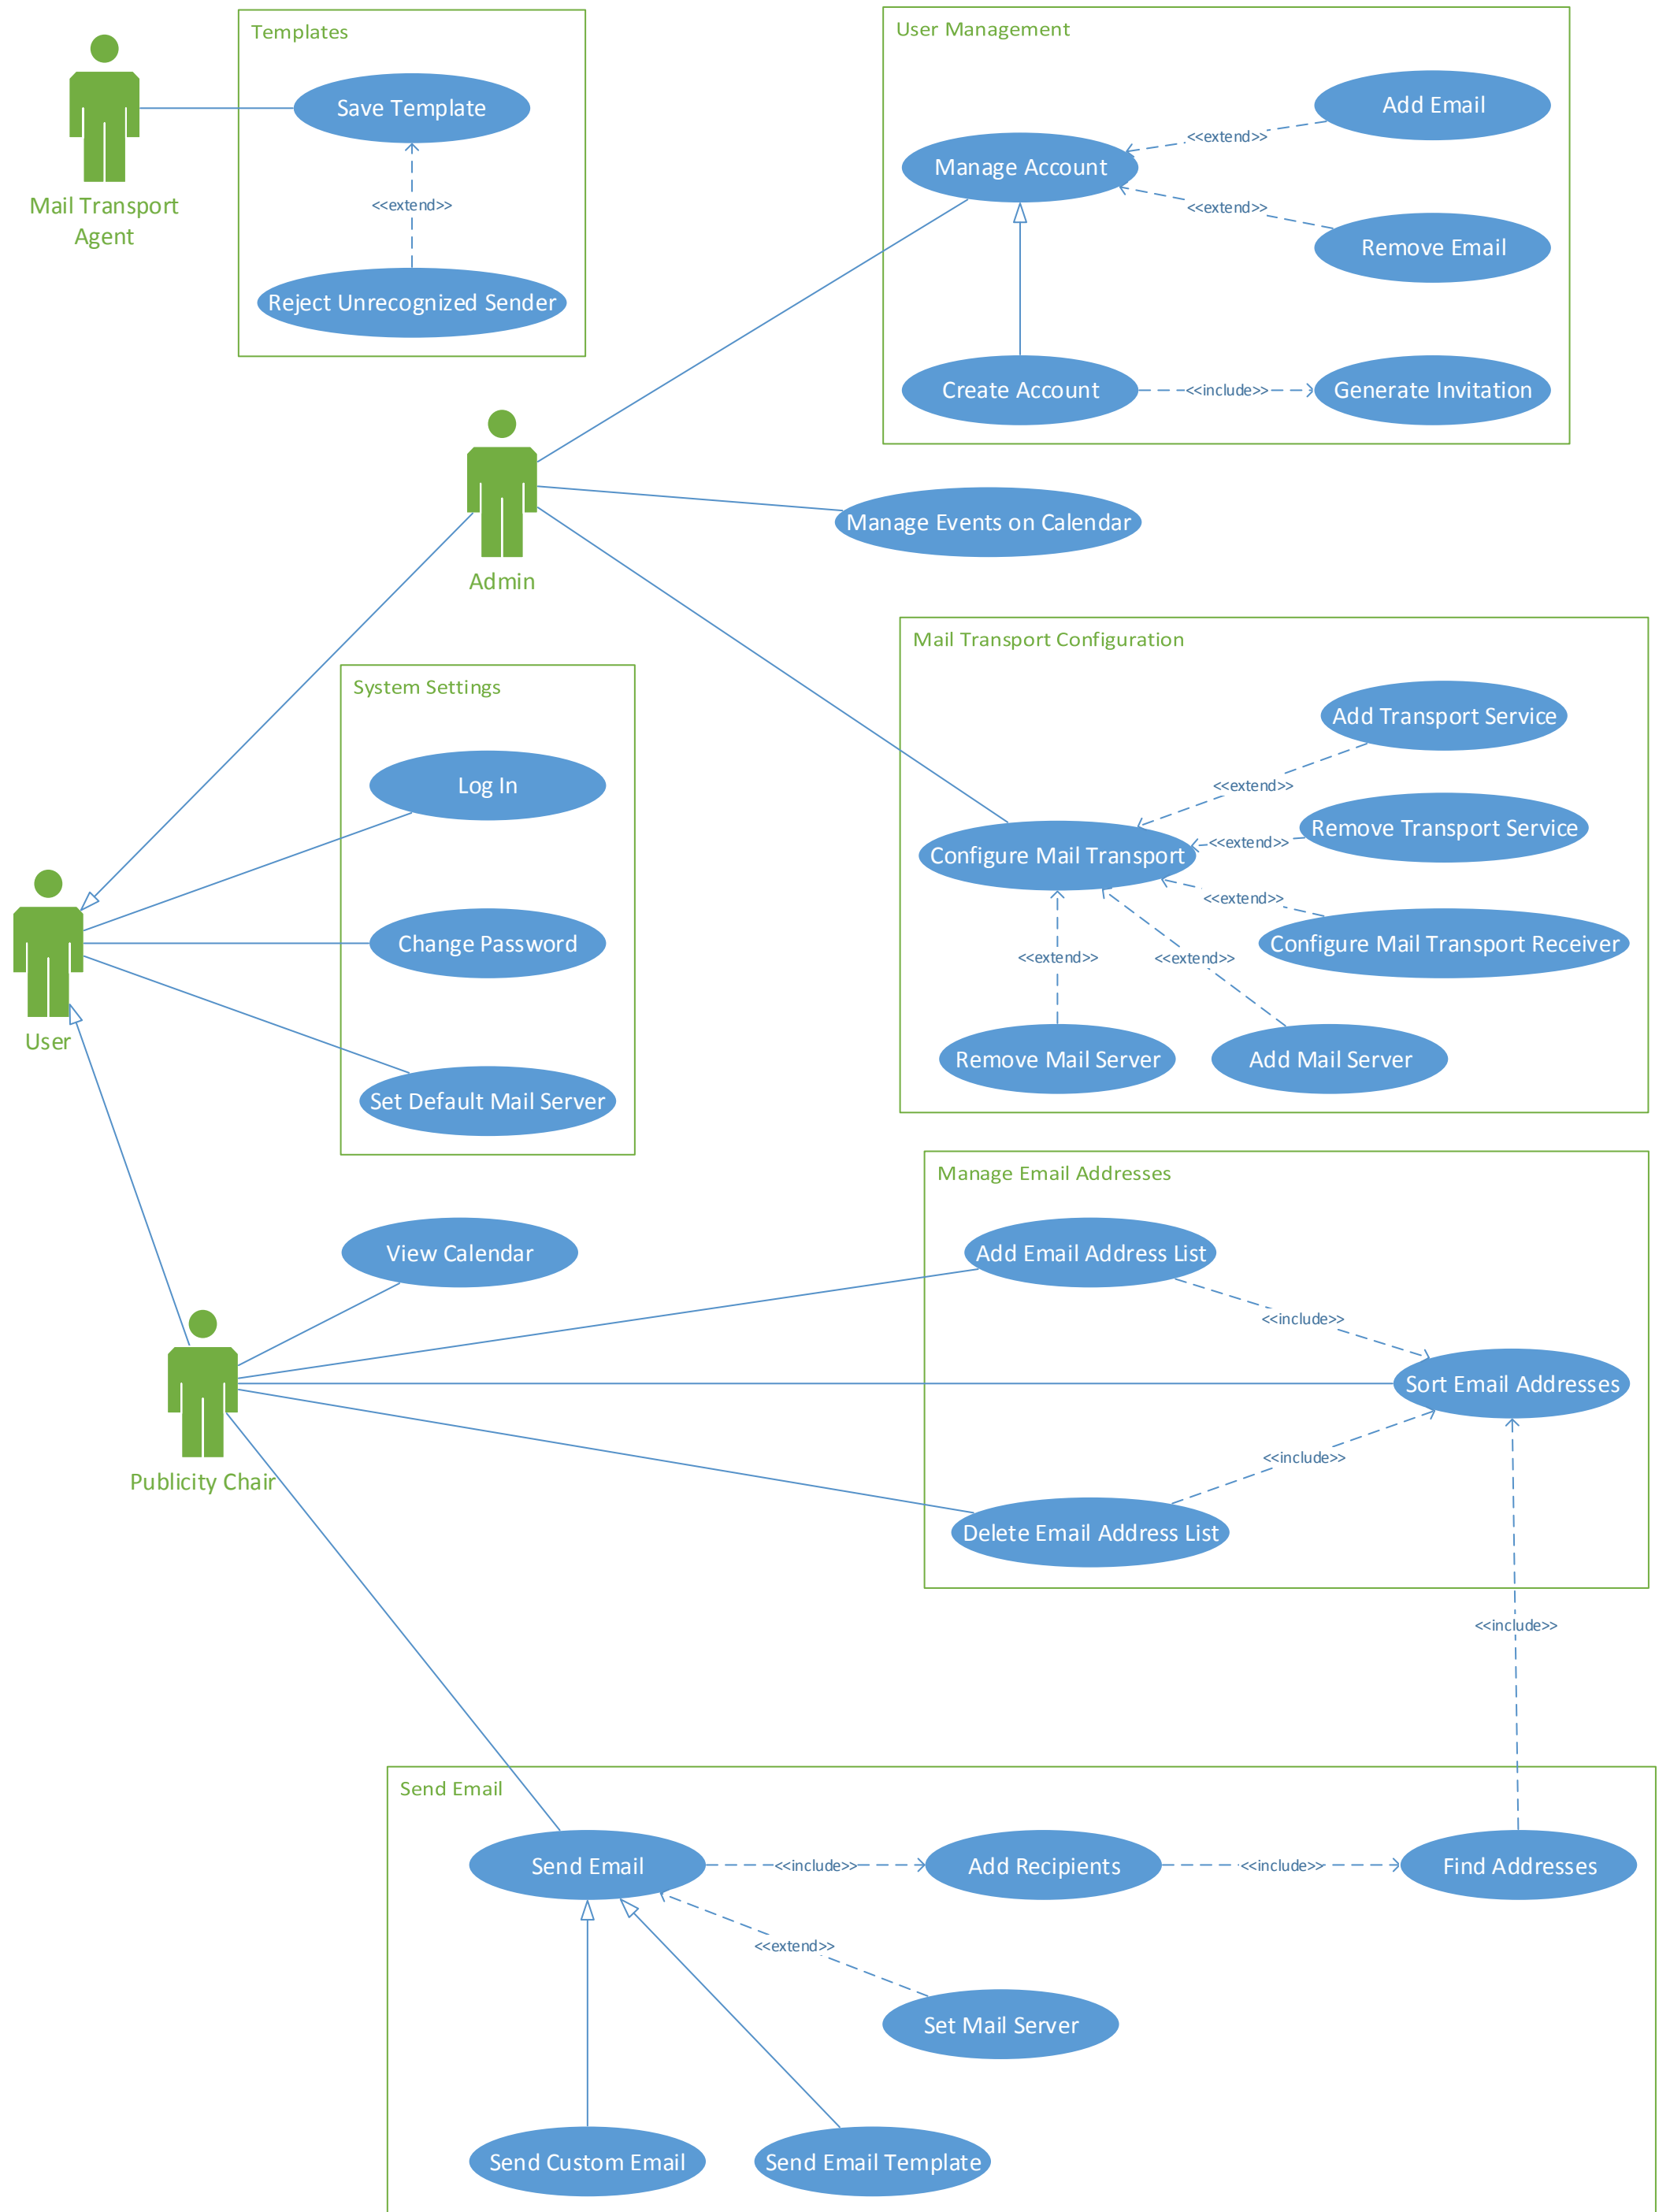 Templates
Save Template
<<extend>>
Reject Unrecognized Sender
Mail Transport
Agent
User Management
Add Email
<<extend>>
Manage Account
<<extend>>
Remove Email
Create Account
<<include>>
Generate Invitation
Admin
Manage Events on Calendar
Mail Transport Configuration
Add Transport Service
<<extend>>
Remove Transport Service
<<extend>>
Configure Mail Transport
<<extend>>
Configure Mail Transport Receiver
<<extend>>
<<extend>>
Remove Mail Server
Add Mail Server
System Settings
Log In
Change Password
Set Default Mail Server
User
View Calendar
Publicity Chair
Manage Email Addresses
Add Email Address List
<<include>>
Sort Email Addresses
<<include>>
Delete Email Address List
<<include>>
Send Email
Send Email
<<include>>
Add Recipients
<<include>>
Find Addresses
<<extend>>
Set Mail Server
Send Custom Email
Send Email Template